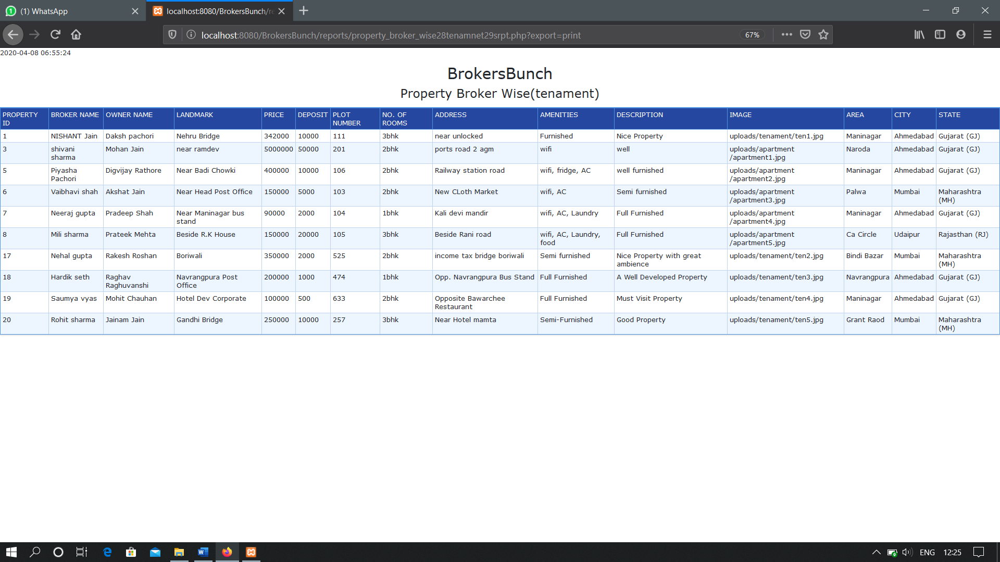 (1) WhatsApp
localhost:8080/BrokersBunch/re
localhost:8080/BrokersBunch/reports/property_broker_wise28tenamnet29srpt.php?export=print
67%
2020-04-08 06:55:24
BrokersBunch
Property Broker Wise(tenament)
PROPERTY ID BROKER NAME OWNER NAME LANDMARK PRICE DEPOSIT PLOT NUMBER NO. OF ROOMS ADDRESS AMENITIES DESCRIPTION IMAGE AREA CITY STATE
1 NISHANT Jain Daksh pachori Nehru Bridge 342000 10000 111 3bhk near unlocked Furnished Nice Property uploads/tenament/ten1.jpg Maninagar Ahmedabad Gujarat (GJ)
3 shivani sharma Mohan Jain near ramdev 5000000 50000 201 2bhk ports road 2 agm wifi well uploads/apartment /apartment1.jpg Naroda Ahmedabad Gujarat (GJ)
5 Piyasha Pachori Digvijay Rathore Near Badi Chowki 400000 10000 106 2bhk Railway station road wifi, fridge, AC well furnished uploads/apartment /apartment2.jpg Maninagar Ahmedabad Gujarat (GJ)
6 Vaibhavi shah Akshat Jain Near Head Post Office 150000 5000 103 2bhk New CLoth Market wifi, AC Semi furnished uploads/apartment /apartment3.jpg Palwa Mumbai Maharashtra (MH)
7 Neeraj gupta Pradeep Shah Near Maninagar bus stand 90000 2000 104 1bhk Kali devi mandir wifi, AC, Laundry Full Furnished uploads/apartment /apartment4.jpg Maninagar Ahmedabad Gujarat (GJ)
8 Mili sharma Prateek Mehta Beside R.K House 150000 20000 105 3bhk Beside Rani road wifi, AC, Laundry, food Full Furnished uploads/apartment /apartment5.jpg Ca Circle Udaipur Rajasthan (RJ)
17 Nehal gupta Rakesh Roshan Boriwali 350000 2000 525 2bhk income tax bridge boriwali Semi furnished Nice Property with great ambience uploads/tenament/ten2.jpg Bindi Bazar Mumbai Maharashtra (MH)
18 Hardik seth Raghav Raghuvanshi Navrangpura Post Office 200000 1000 474 1bhk Opp. Navrangpura Bus Stand Full Furnished A Well Developed Property uploads/tenament/ten3.jpg Navrangpura Ahmedabad Gujarat (GJ)
19 Saumya vyas Mohit Chauhan Hotel Dev Corporate 100000 500 633 2bhk Opposite Bawarchee Restaurant Full Furnished Must Visit Property uploads/tenament/ten4.jpg Maninagar Ahmedabad Gujarat (GJ)
20 Rohit sharma Jainam Jain Gandhi Bridge 250000 10000 257 3bhk Near Hotel mamta Semi-Furnished Good Property uploads/tenament/ten5.jpg Grant Raod Mumbai Maharashtra (MH)
ENG 12:25